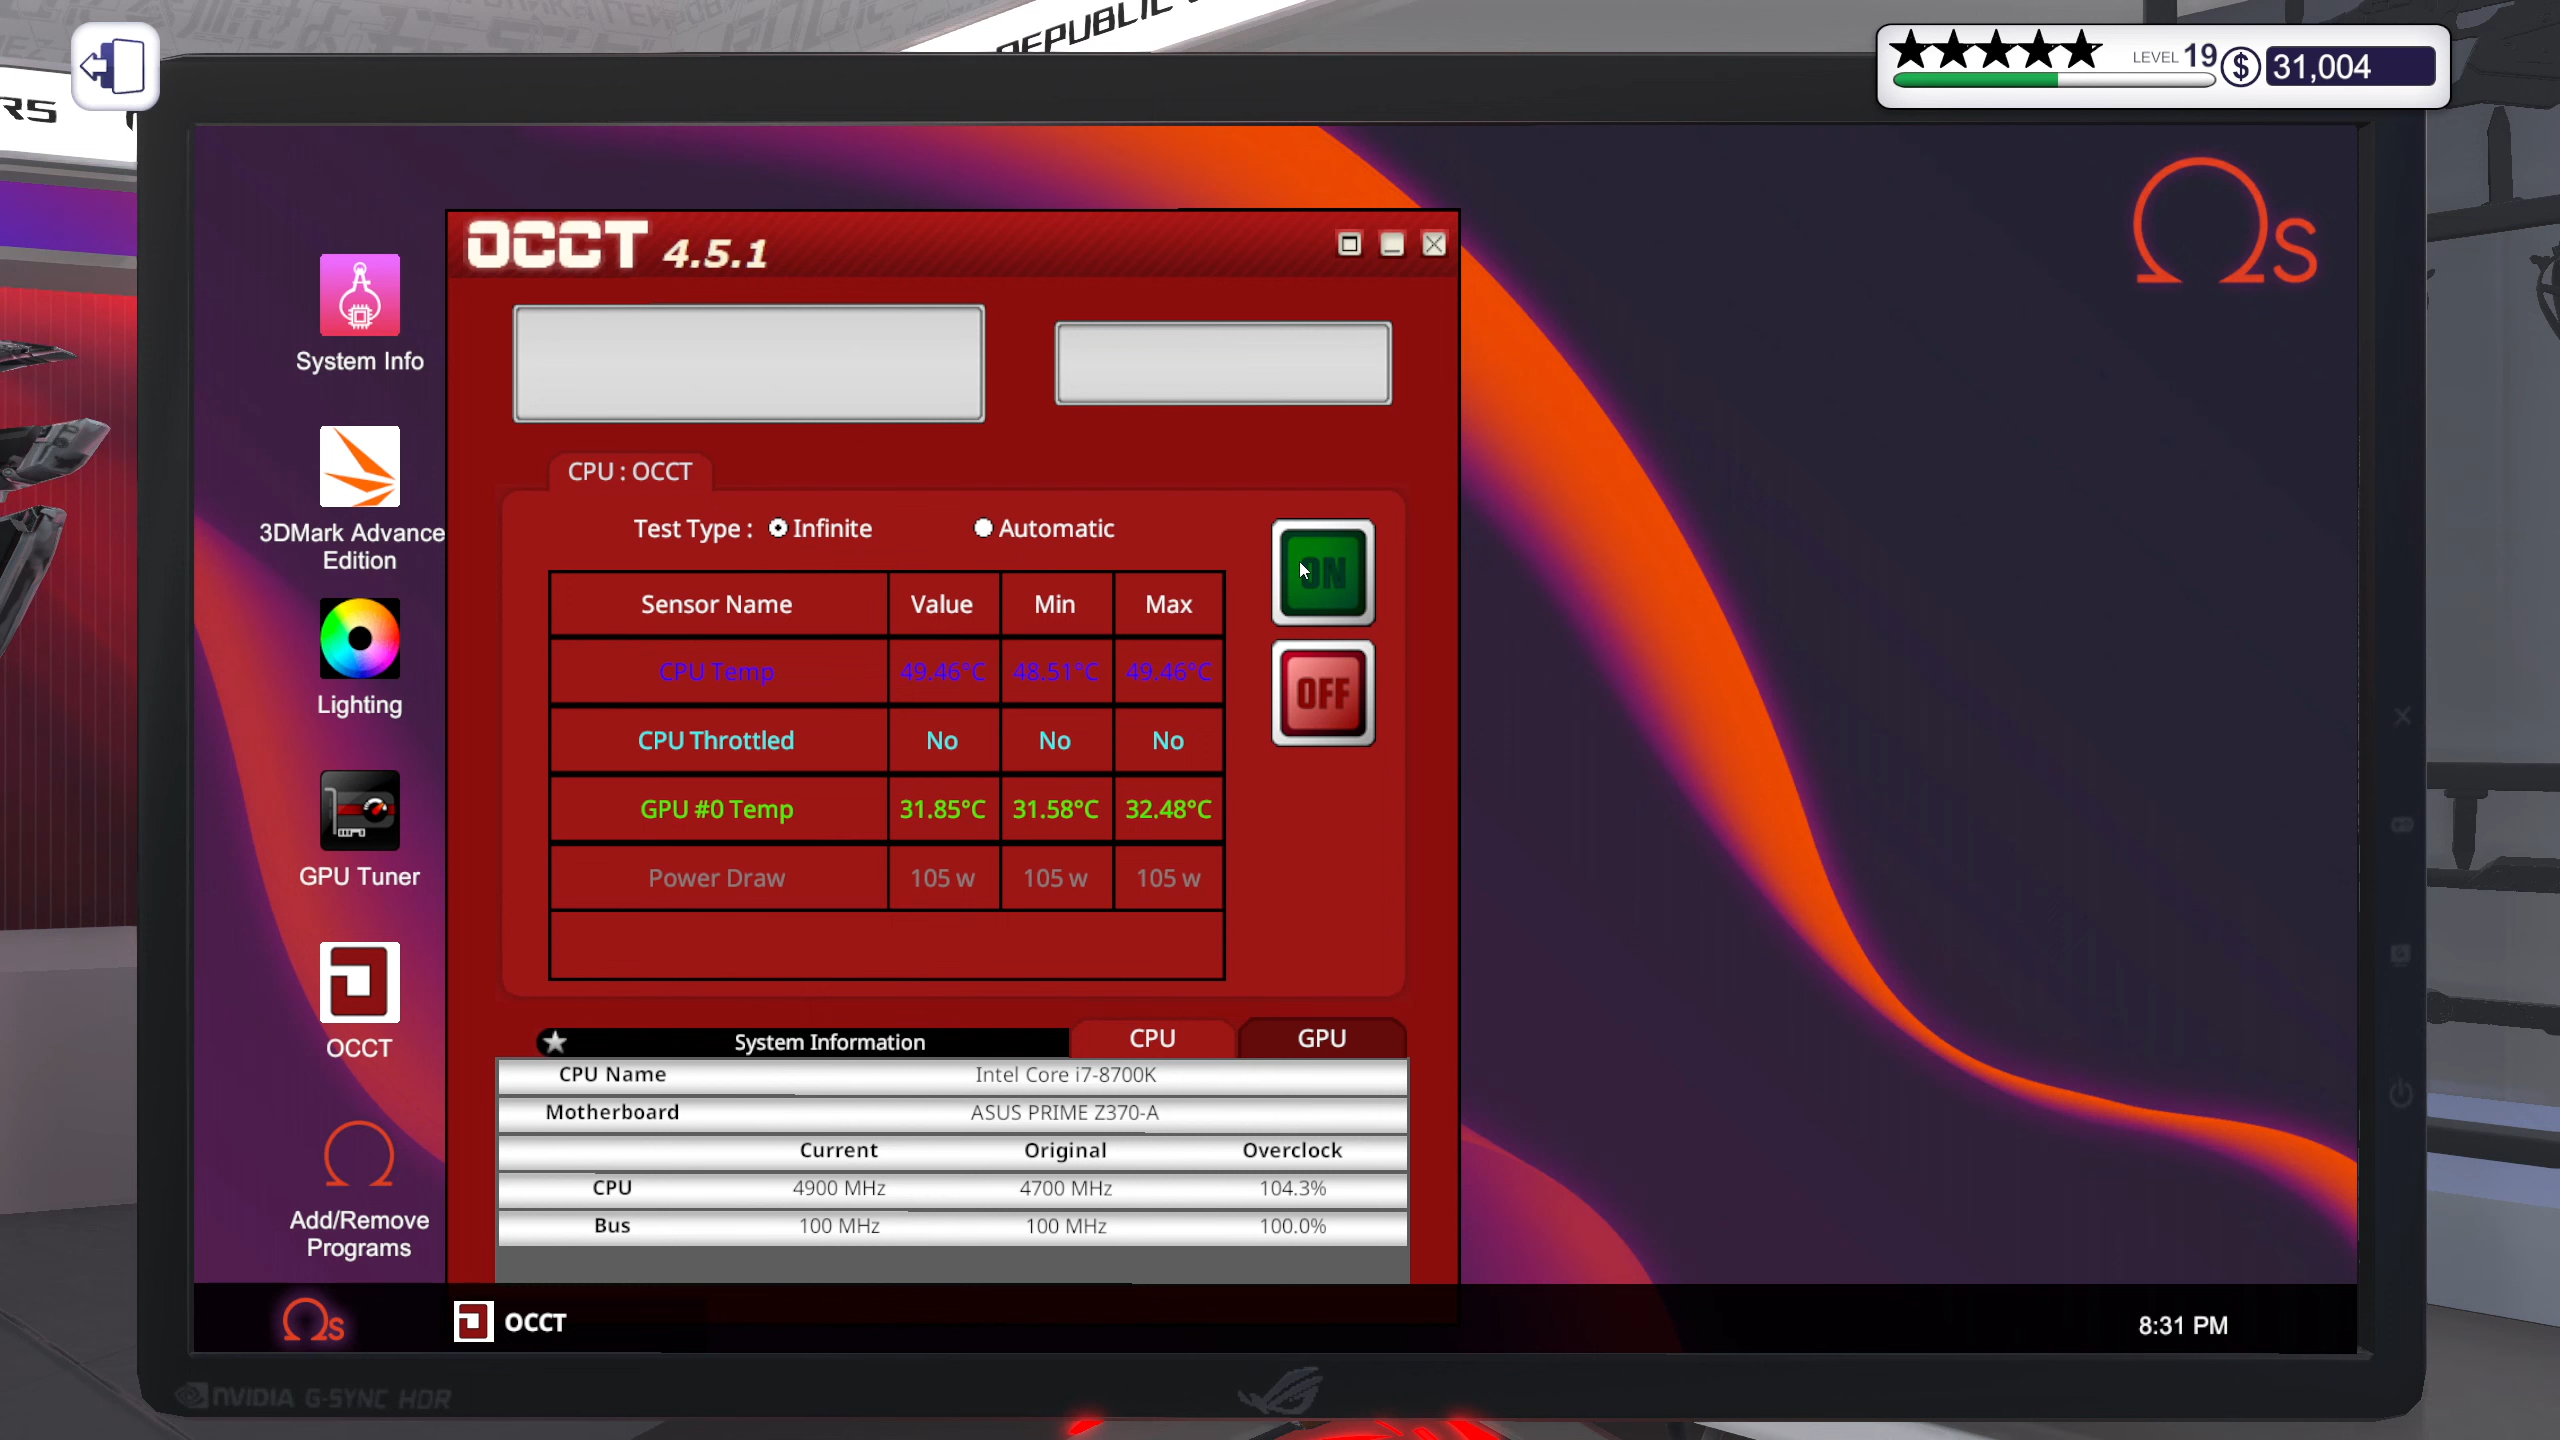 REPUBLIC
RS
LEVEL 19
$ 31,004
ΩS
OCCT 4.5.1
System Info
3DMark Advance
Edition
Lighting
GPU Tuner
OCCT
Add/Remove
Programs
CPU : OCCT
Test Type : Infinite Automatic
ON
OFF
Sensor Name Value Min Max
CPU Temp 49.46°C 48.51°C 49.46°C
CPU Throttled No No No
GPU #0 Temp 31.85°C 31.58°C 32.48°C
Power Draw 105 w 105 w 105 w
System Information CPU GPU
CPU Name Intel Core i7-8700K
Motherboard ASUS PRIME Z370-A
Current Original Overclock
CPU 4900 MHz 4700 MHz 104.3%
Bus 100 MHz 100 MHz 100.0%
ΩS OCCT 8:31 PM
NVIDIA G-SYNC HDR